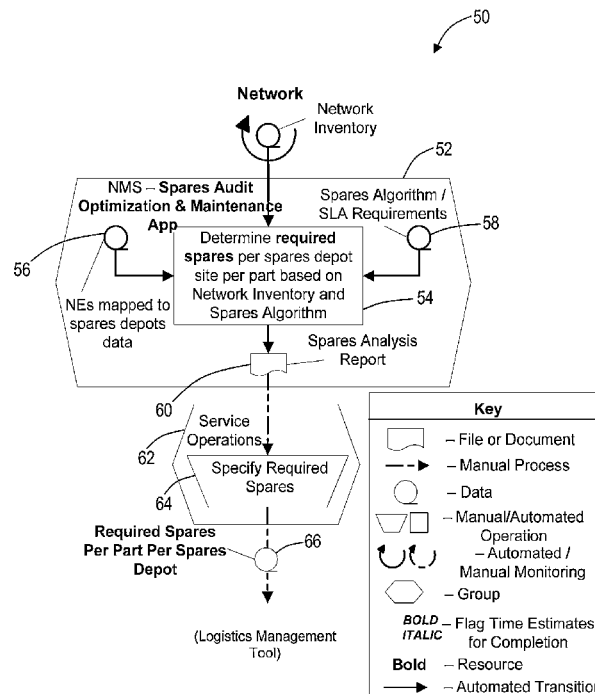 50
Network
Network
Inventory
52
NMS – Spares Audit
Optimization & Maintenance
App
Spares Algorithm /
SLA Requirements
56
58
Determine required
spares per spares depot
site per part based on
Network Inventory and
Spares Algorithm
NEs mapped to
spares depots
data
54
Spares Analysis
Report
60
Service
Operations
62
Specify Required
Spares
64
Required Spares
Per Part Per Spares
Depot
66
(Logistics Management
Tool)
Key
– File or Document
– Manual Process
– Data
– Manual/Automated
Operation
– Automated /
Manual Monitoring
– Group
BOLD
ITALIC
– Flag Time Estimates
for Completion
Bold – Resource
– Automated Transition